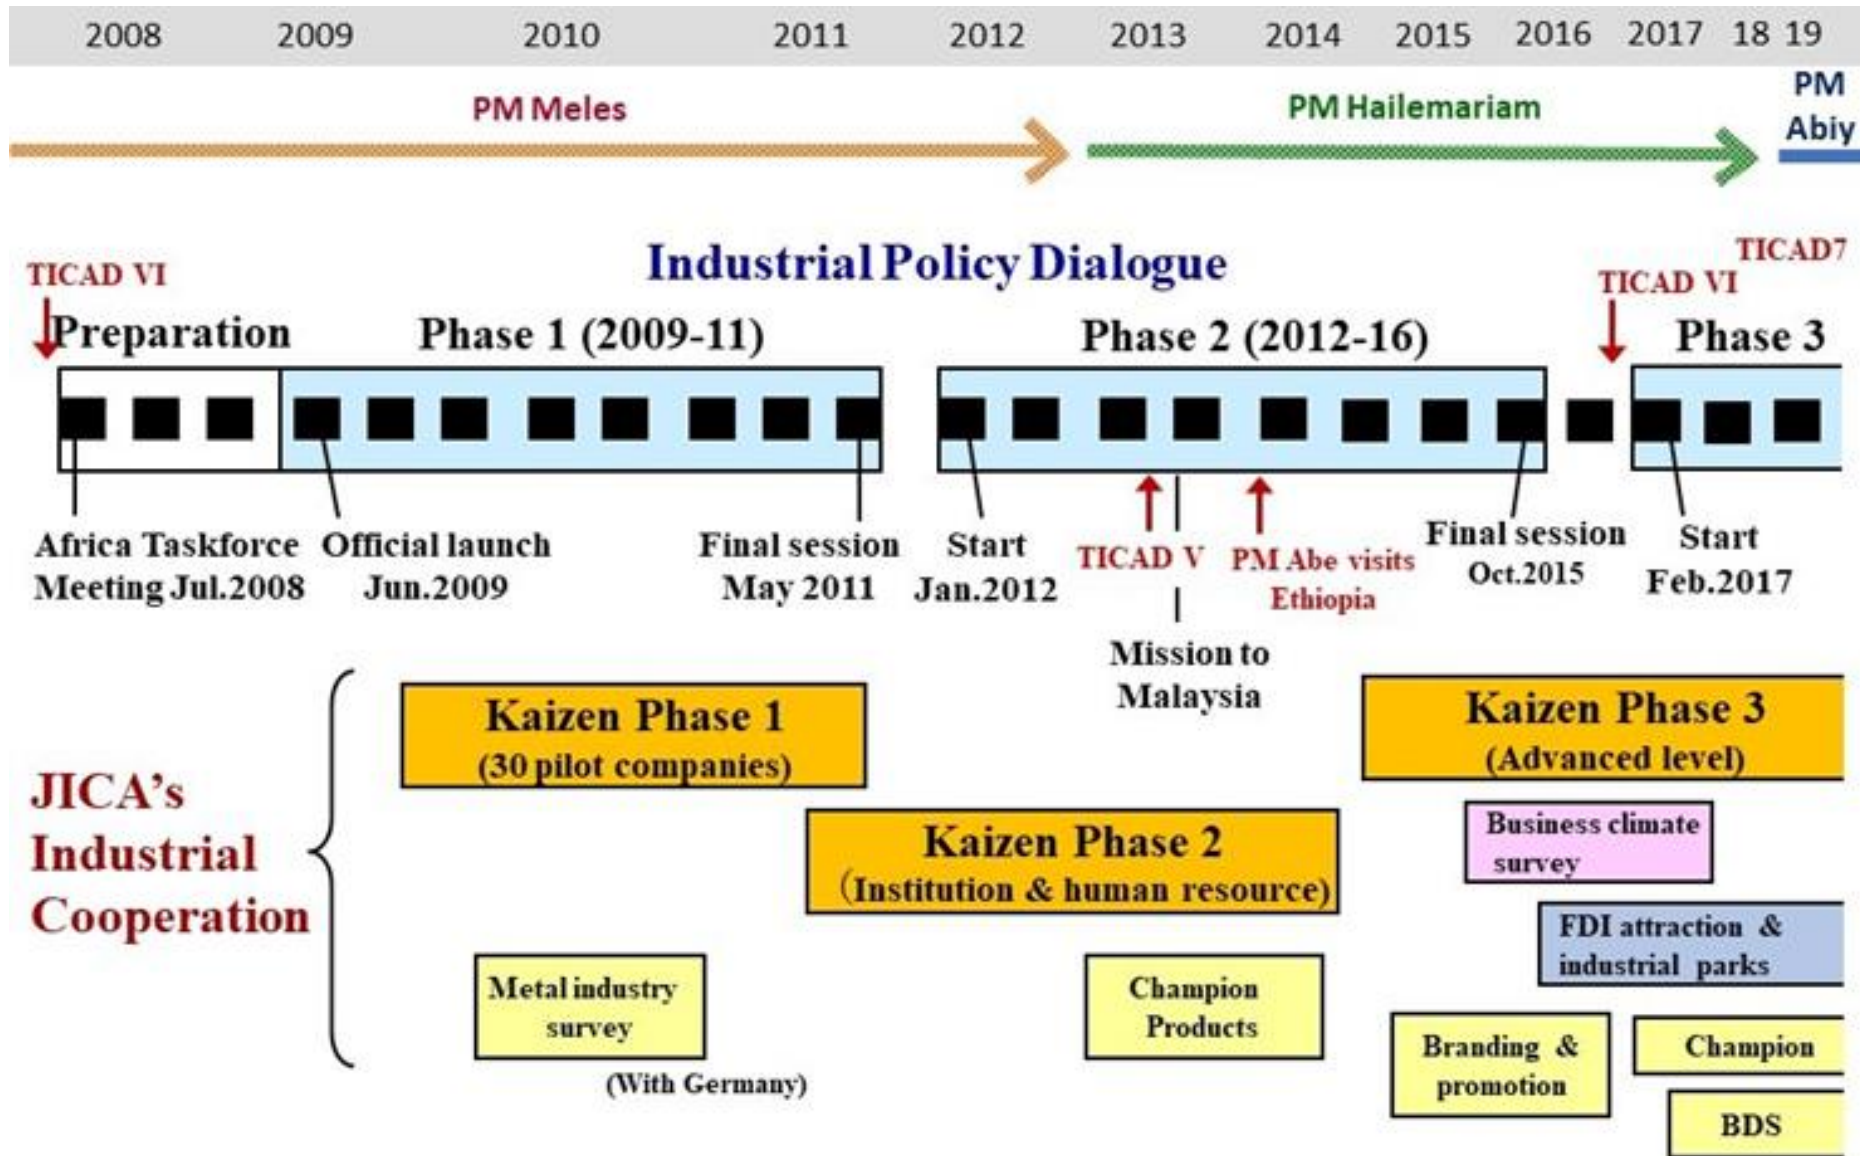 2008 2009 2010 2011 2012 2013 2014 2015 2016 2017 18 19
PM Meles
PM Hailemariam
PM
Abiy
Industrial Policy Dialogue
TICAD VI
TICAD VI
TICAD7
Preparation
Phase 1 (2009-11)
Phase 2 (2012-16)
Phase 3
Africa Taskforce
Meeting Jul.2008
Official launch
Jun.2009
Final session
May 2011
Start
Jan.2012
TICAD V
PM Abe visits
Ethiopia
Final session
Oct.2015
Start
Feb.2017
Mission to
Malaysia
JICA's
Industrial
Cooperation
Kaizen Phase 1
(30 pilot companies)
Kaizen Phase 2
(Institution & human resource)
Kaizen Phase 3
(Advanced level)
Business climate
survey
FDI attraction &
industrial parks
Metal industry
survey
(With Germany)
Champion
Products
Branding &
promotion
Champion
BDS